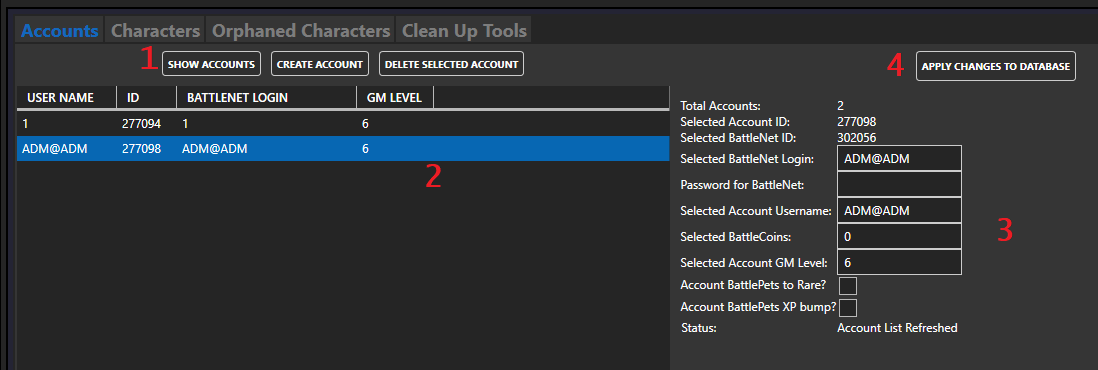 Accounts Characters Orphaned Characters Clean Up Tools
1 SHOW ACCOUNTS CREATE ACCOUNT DELETE SELECTED ACCOUNT 4 APPLY CHANGES TO DATABASE
USER NAME ID BATTLENET LOGIN GM LEVEL
1 277094 1 6
ADM@ADM 277098 ADM@ADM 6
2
Total Accounts: 2
Selected Account ID: 277098
Selected BattleNet ID: 302056
Selected BattleNet Login: ADM@ADM
Password for BattleNet:
Selected Account Username: ADM@ADM
3
Selected BattleCoins: 0
Selected Account GM Level: 6
Account BattlePets to Rare?
Account BattlePets XP bump?
Status: Account List Refreshed